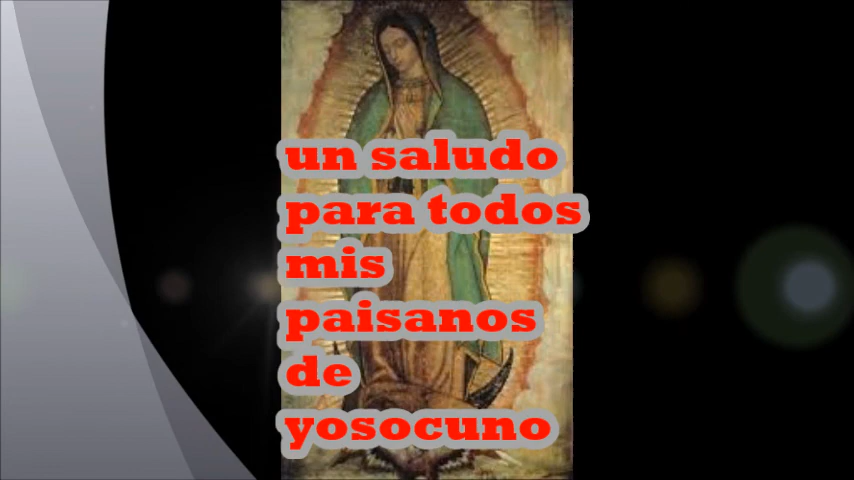 un saludo
para todos
mis
paisanos
de
yosocuno